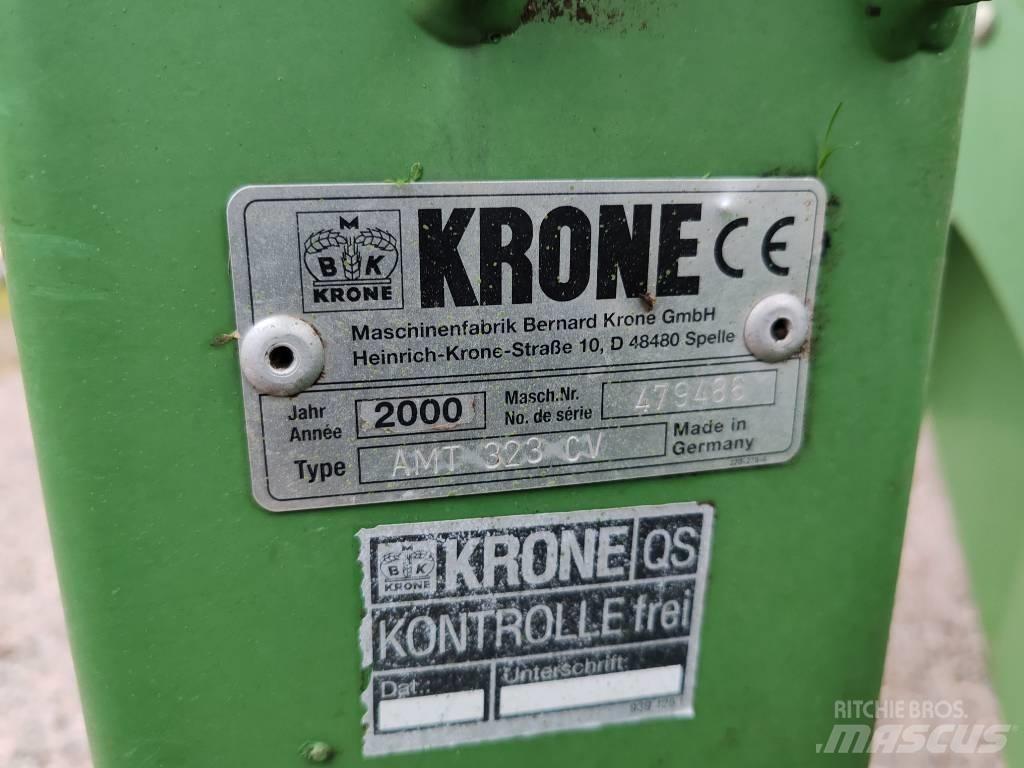 M
B K
KRONE
KRONE CE
Maschinenfabrik Bernard Krone GmbH
Heinrich-Krone-Straße 10, D 48480 Spelle
Jahr
Année
2000
Masch.Nr.
No. de série
479486
Type
AMT 323 CV
Made in
Germany
M
B K
KRONE
KRONE QS
KONTROLLE frei
Dat.:
Unterschrift:
RITCHIE BROS.
MASCUS